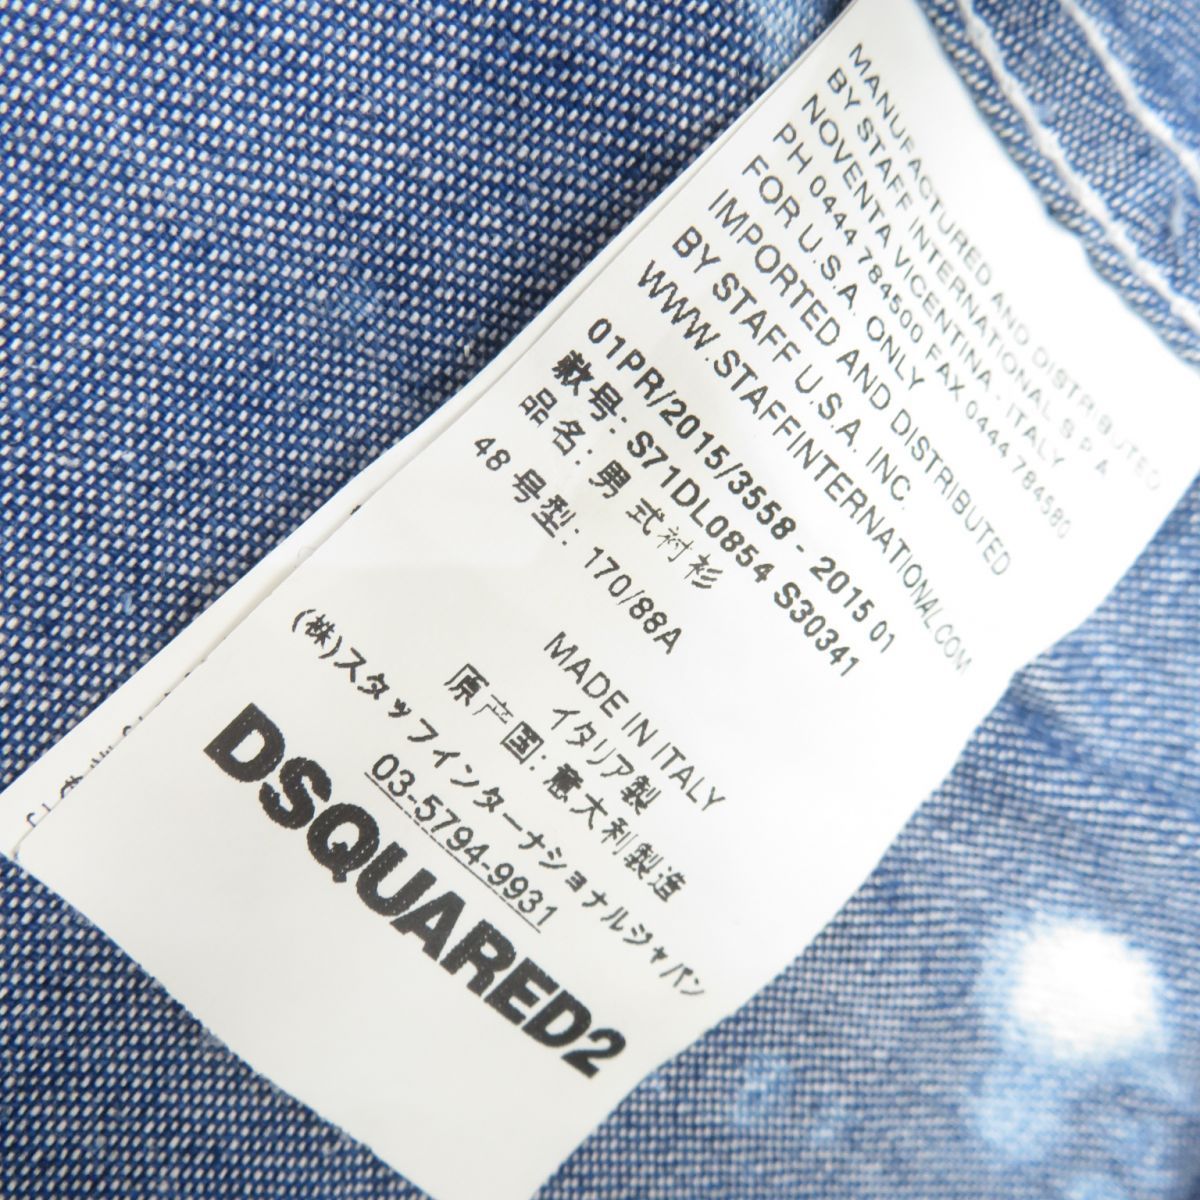 MANUFACTURED AND DISTRIBUTED
BY STAFF INTERNATIONAL S.P.A
NOVENTA VICENTINA - ITALY
PH 0444 784500 FAX 0444 784580
FOR U.S.A. ONLY
IMPORTED AND DISTRIBUTED
BY STAFF U.S.A. INC.
WWW.STAFFINTERNATIONAL.COM
01PR/2015/3558 - 2015 01
款号: S71DL0854 S30341
品名: 男式衬衫
48 号型: 170/88A
MADE IN ITALY
イタリア製
原产国: 意大利製造
(株)スタッフインターナショナルジャパン
03-5794-9931
DSQUARED2